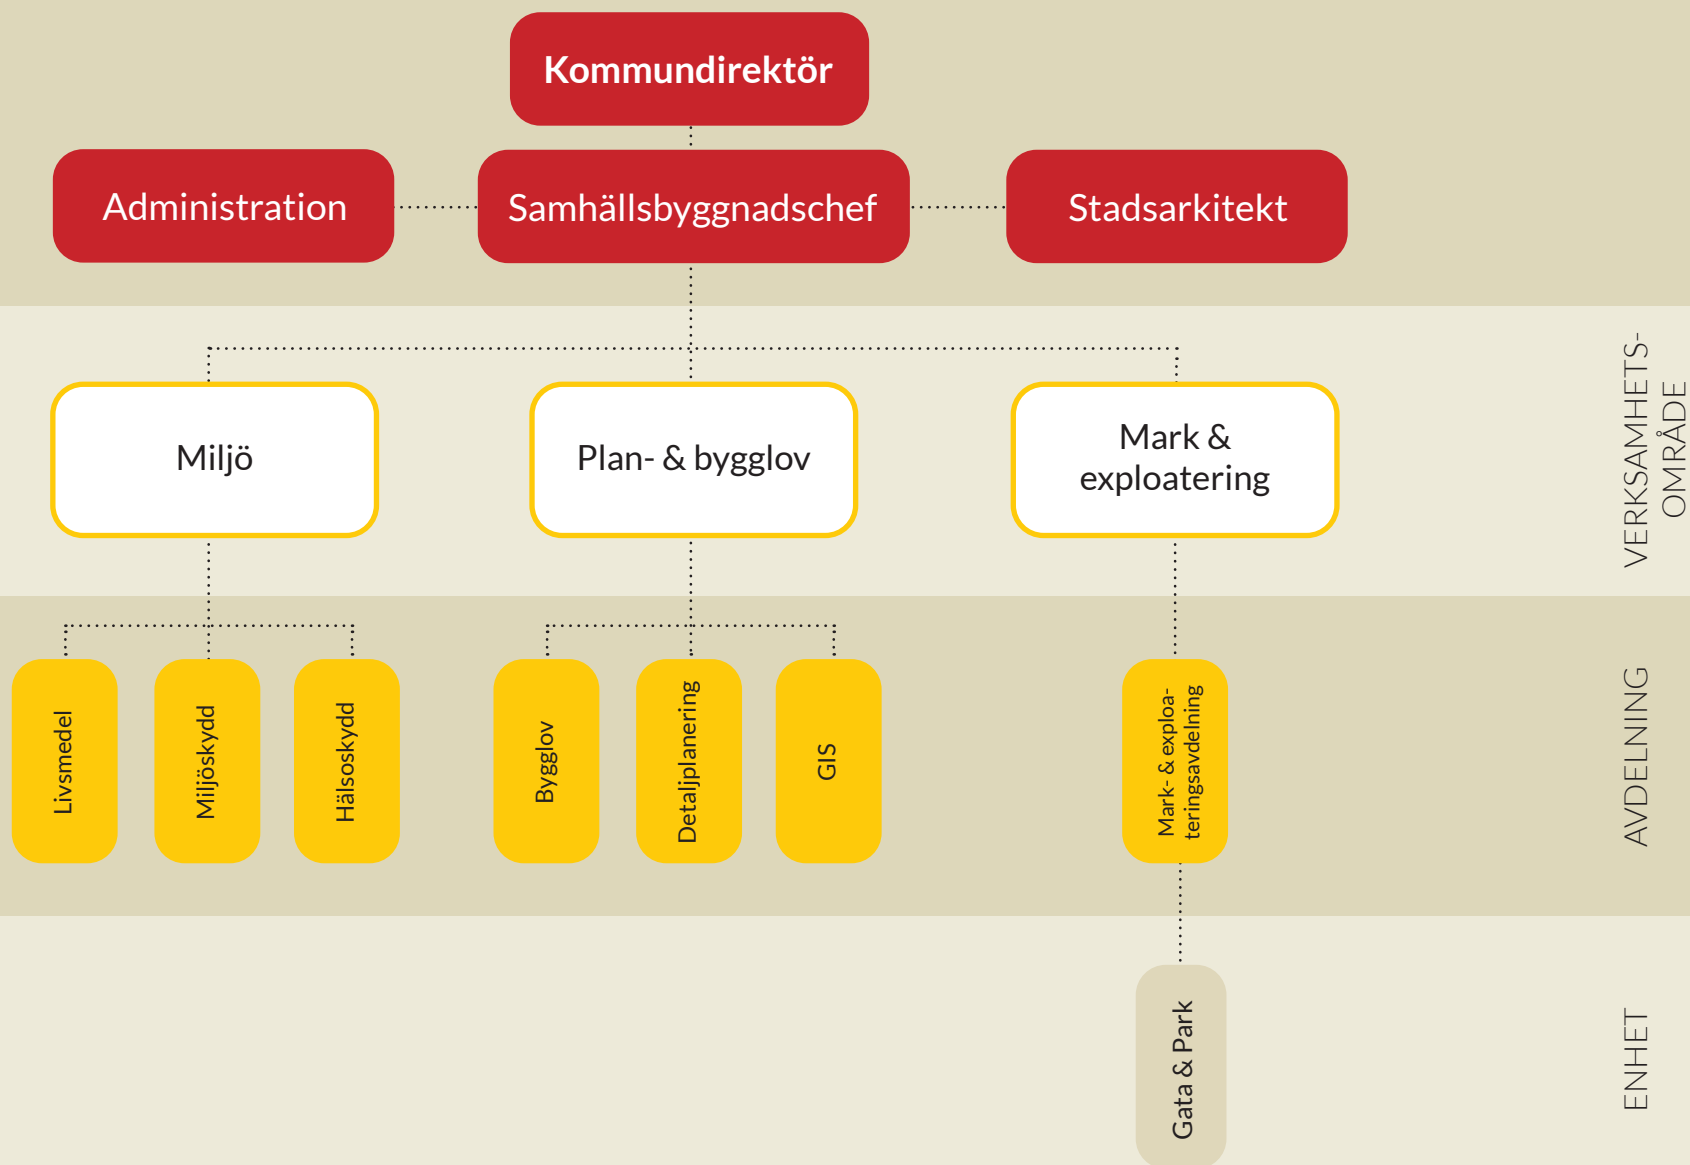 Kommundirektör
Administration
Samhällsbyggnadschef
Stadsarkitekt
VERKSAMHETS-
OMRÅDE
Miljö
Plan- & bygglov
Mark &
exploatering
AVDELNING
Livsmedel
Miljöskydd
Hälsoskydd
Bygglov
Detaljplanering
GIS
Mark- & exploa-
teringsavdelning
ENHET
Gata & Park